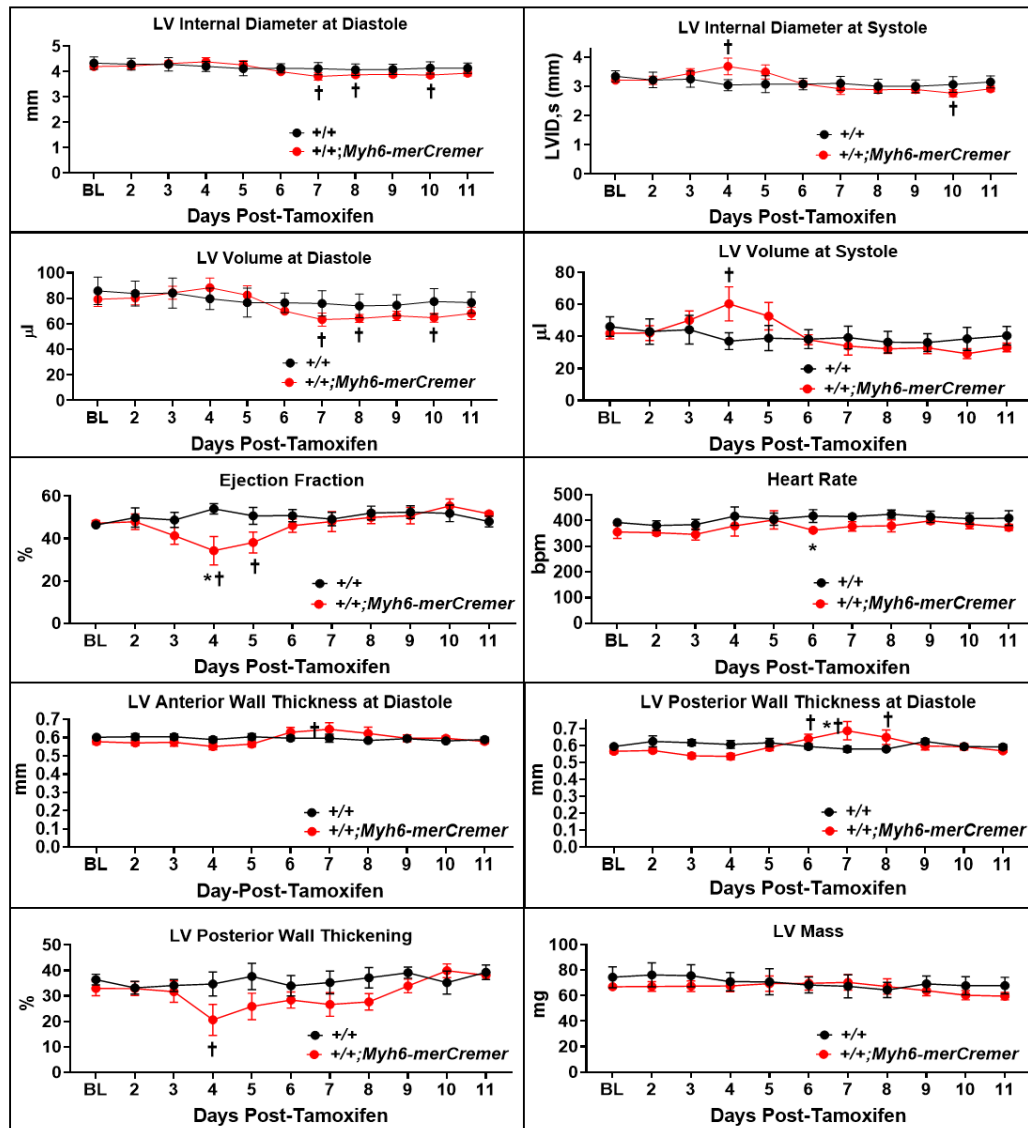 LV Internal Diameter at Diastole
5
4
3
2
1
0
mm
† † †
+/+
+/+;Myh6-merCremer
BL 2 3 4 5 6 7 8 9 10 11
Days Post-Tamoxifen
LV Internal Diameter at Systole
4
3
2
1
0
LVID,s (mm)
† †
+/+
+/+;Myh6-merCremer
BL 2 3 4 5 6 7 8 9 10 11
Days Post-Tamoxifen
LV Volume at Diastole
100
80
60
40
20
0
µl
† † †
+/+
+/+;Myh6-merCremer
BL 2 3 4 5 6 7 8 9 10 11
Days Post-Tamoxifen
LV Volume at Systole
80
60
40
20
0
µl
†
+/+
+/+;Myh6-merCremer
BL 2 3 4 5 6 7 8 9 10 11
Days Post-Tamoxifen
Ejection Fraction
60
40
20
0
%
*† †
+/+
+/+;Myh6-merCremer
BL 2 3 4 5 6 7 8 9 10 11
Days Post-Tamoxifen
Heart Rate
500
400
300
200
100
0
bpm
*
+/+
+/+;Myh6-merCremer
BL 2 3 4 5 6 7 8 9 10 11
Days Post-Tamoxifen
LV Anterior Wall Thickness at Diastole
0.7
0.6
0.5
0.4
0.3
0.2
0.1
0.0
mm
†
+/+
+/+;Myh6-merCremer
BL 2 3 4 5 6 7 8 9 10 11
Day-Post-Tamoxifen
LV Posterior Wall Thickness at Diastole
0.7
0.6
0.5
0.4
0.3
0.2
0.1
0.0
mm
† *† †
+/+
+/+;Myh6-merCremer
BL 2 3 4 5 6 7 8 9 10 11
Days Post-Tamoxifen
LV Posterior Wall Thickening
50
40
30
20
10
0
%
†
+/+
+/+;Myh6-merCremer
BL 2 3 4 5 6 7 8 9 10 11
Days Post-Tamoxifen
LV Mass
100
80
60
40
20
0
mg
+/+
+/+;Myh6-merCremer
BL 2 3 4 5 6 7 8 9 10 11
Days Post-Tamoxifen